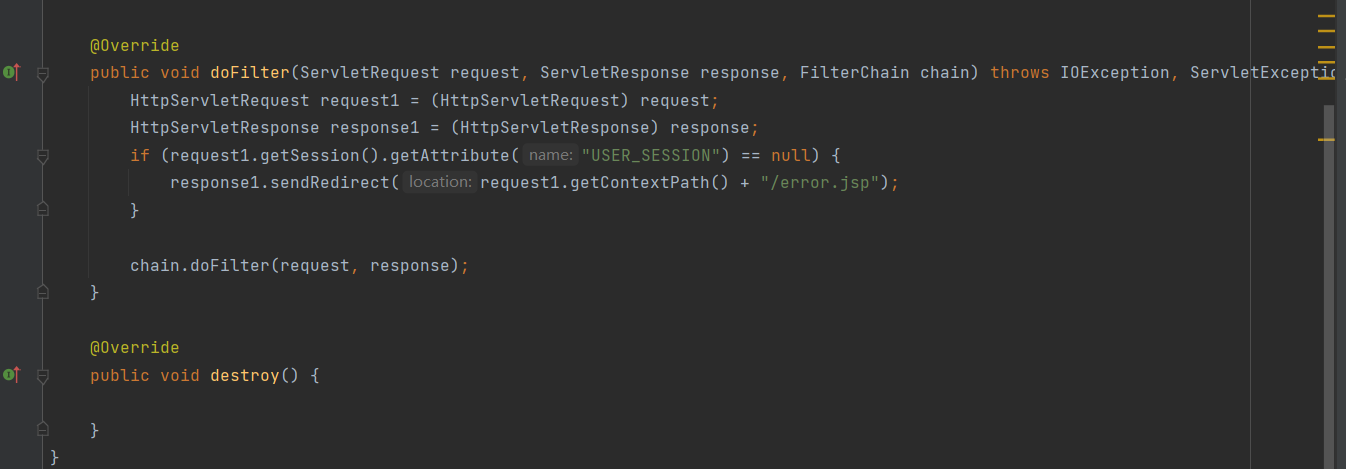 @Override
public void doFilter(ServletRequest request, ServletResponse response, FilterChain chain) throws IOException, ServletExceptio
HttpServletRequest request1 = (HttpServletRequest) request;
HttpServletResponse response1 = (HttpServletResponse) response;
if (request1.getSession().getAttribute( name: "USER_SESSION") == null) {
response1.sendRedirect( location: request1.getContextPath() + "/error.jsp");
}
chain.doFilter(request, response);
}
@Override
public void destroy() {
}
}